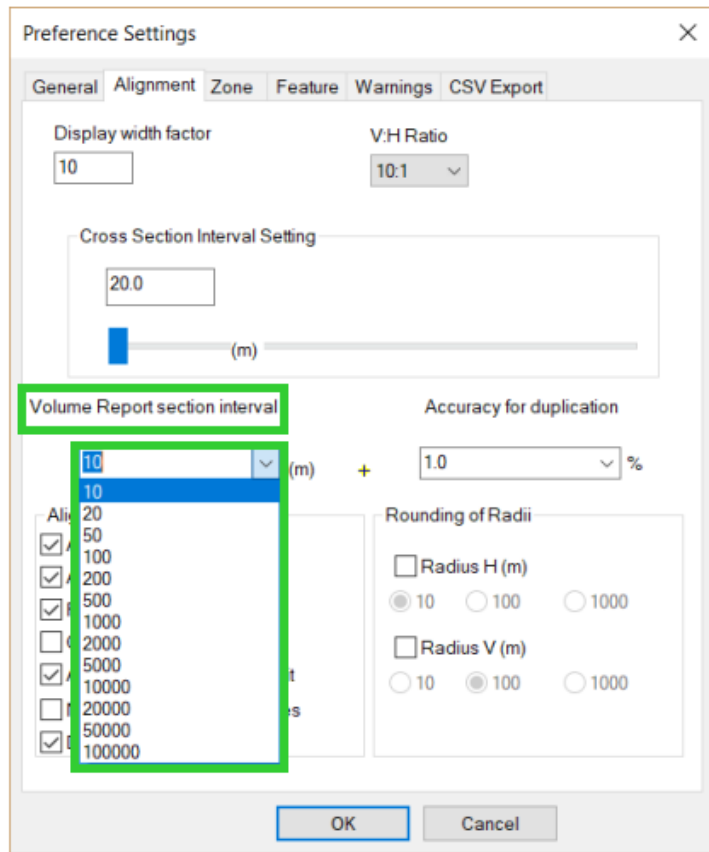 Preference Settings
General Alignment Zone Feature Warnings CSV Export
Display width factor
V:H Ratio
10
10:1
Cross Section Interval Setting
20.0
(m)
Volume Report section interval
Accuracy for duplication
10 (m) + 1.0 %
10
20
50
100
200
500
1000
2000
5000
10000
20000
50000
100000
Rounding of Radii
Radius H (m)
10 100 1000
Radius V (m)
10 100 1000
OK Cancel